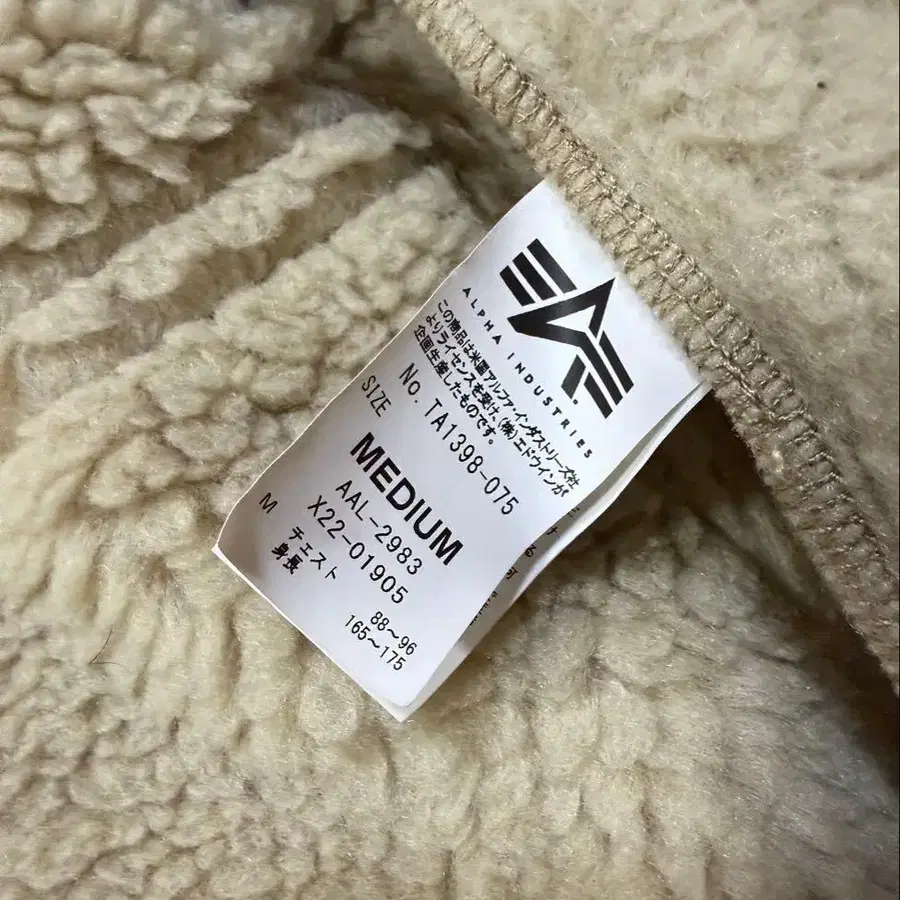 ALPHA INDUSTRIES
この商品は米国アルファ・インダストリーズ社
よりライセンスを受け、(株)エドウインが
企画生産したものです。
No. TA1398-075
SIZE
MEDIUM
AAL-2983
X22-01905
M チェスト 88～96
身長 165～175